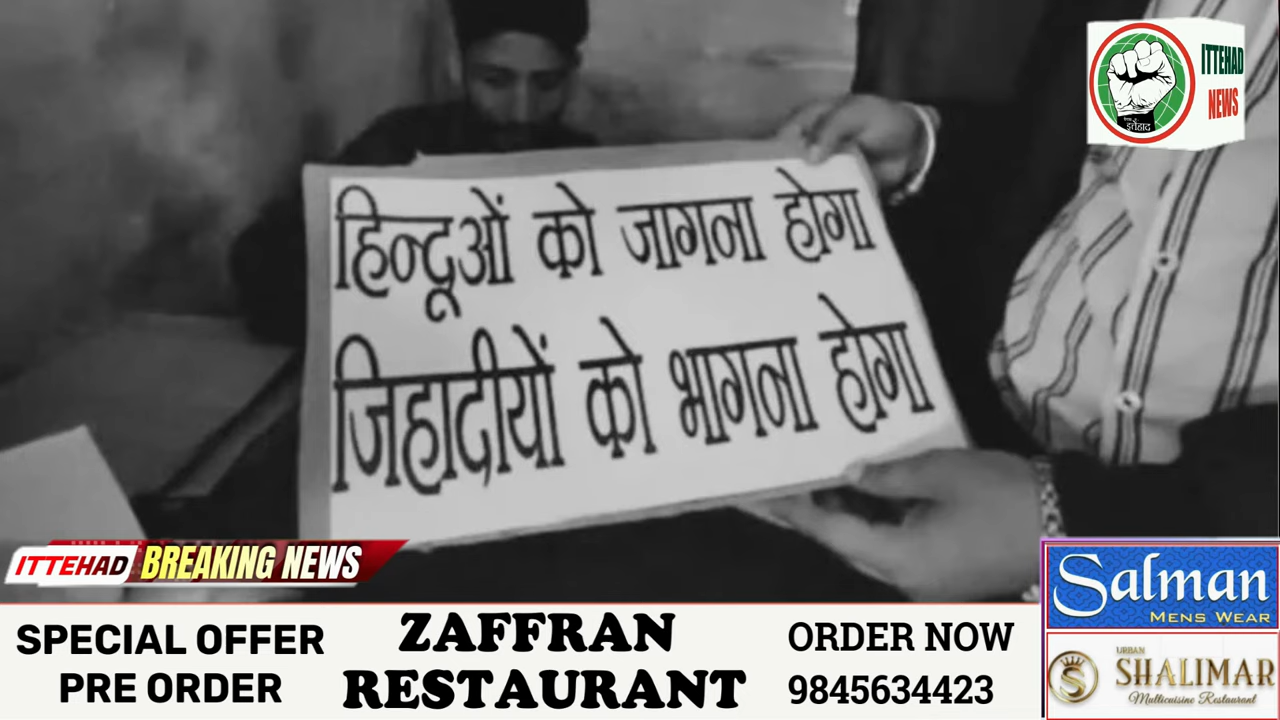 ITTEHAD
NEWS
इत्तेहाद
हिन्दूओं को जागना होगा
जिहादीयों को भागना होगा
ITTEHAD BREAKING NEWS
SPECIAL OFFER
PRE ORDER
ZAFFRAN
RESTAURANT
ORDER NOW
9845634423
Salman
MENS WEAR
URBAN
SHALIMAR
Multicuisine Restaurant